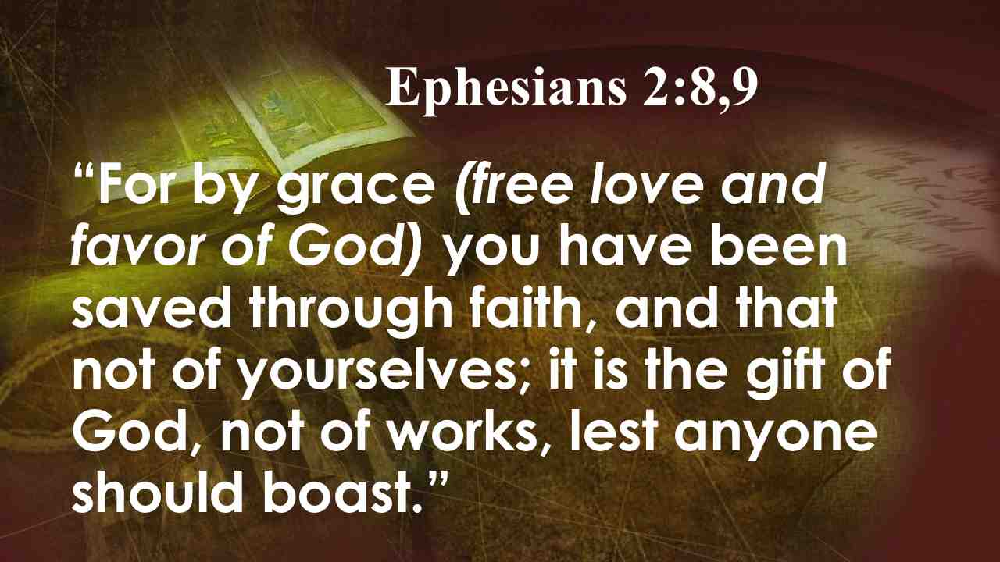 Ephesians 2:8,9
“For by grace (free love and
favor of God) you have been
saved through faith, and that
not of yourselves; it is the gift of
God, not of works, lest anyone
should boast.”